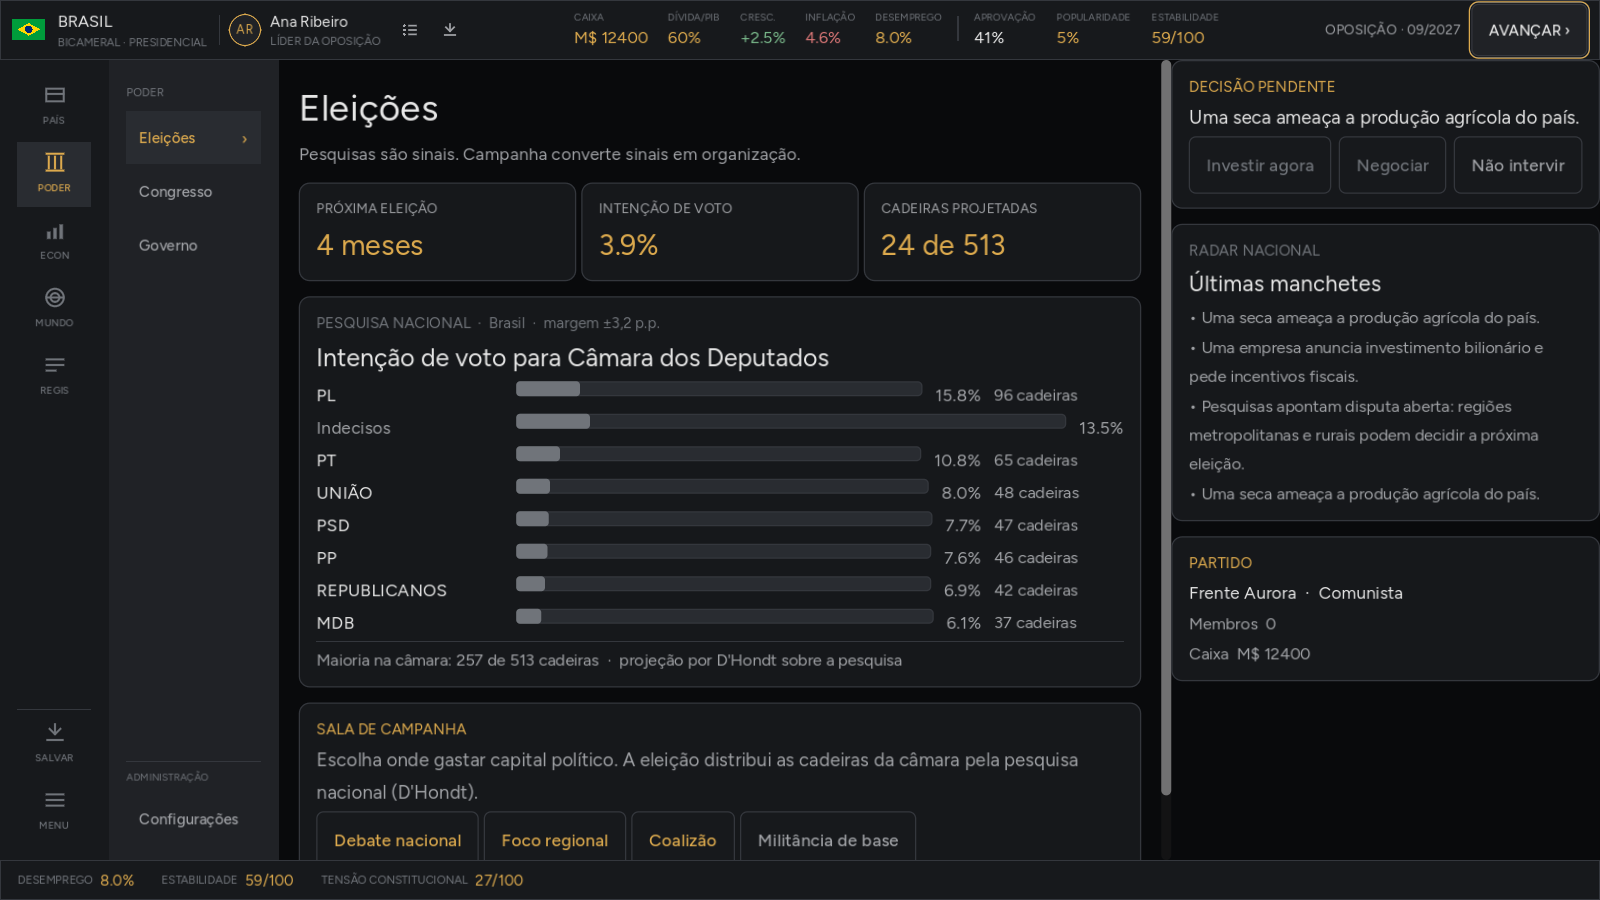 BRASIL
BICAMERAL · PRESIDENCIAL
AR
Ana Ribeiro
LÍDER DA OPOSIÇÃO
CAIXA
M$ 12400
DÍVIDA/PIB
60%
CRESC.
+2.5%
INFLAÇÃO
4.6%
DESEMPREGO
8.0%
APROVAÇÃO
41%
POPULARIDADE
5%
ESTABILIDADE
59/100
OPOSIÇÃO · 09/2027
AVANÇAR ›
PAÍS
PODER
ECON
MUNDO
REGIS
SALVAR
MENU
PODER
Eleições ›
Congresso
Governo
ADMINISTRAÇÃO
Configurações
Eleições
Pesquisas são sinais. Campanha converte sinais em organização.
PRÓXIMA ELEIÇÃO
4 meses
INTENÇÃO DE VOTO
3.9%
CADEIRAS PROJETADAS
24 de 513
PESQUISA NACIONAL · Brasil · margem ±3,2 p.p.
Intenção de voto para Câmara dos Deputados
PL 15.8% 96 cadeiras
Indecisos 13.5%
PT 10.8% 65 cadeiras
UNIÃO 8.0% 48 cadeiras
PSD 7.7% 47 cadeiras
PP 7.6% 46 cadeiras
REPUBLICANOS 6.9% 42 cadeiras
MDB 6.1% 37 cadeiras
Maioria na câmara: 257 de 513 cadeiras · projeção por D'Hondt sobre a pesquisa
SALA DE CAMPANHA
Escolha onde gastar capital político. A eleição distribui as cadeiras da câmara pela pesquisa
nacional (D'Hondt).
Debate nacional
Foco regional
Coalizão
Militância de base
DECISÃO PENDENTE
Uma seca ameaça a produção agrícola do país.
Investir agora
Negociar
Não intervir
RADAR NACIONAL
Últimas manchetes
• Uma seca ameaça a produção agrícola do país.
• Uma empresa anuncia investimento bilionário e
pede incentivos fiscais.
• Pesquisas apontam disputa aberta: regiões
metropolitanas e rurais podem decidir a próxima
eleição.
• Uma seca ameaça a produção agrícola do país.
PARTIDO
Frente Aurora · Comunista
Membros 0
Caixa M$ 12400
DESEMPREGO 8.0%
ESTABILIDADE 59/100
TENSÃO CONSTITUCIONAL 27/100